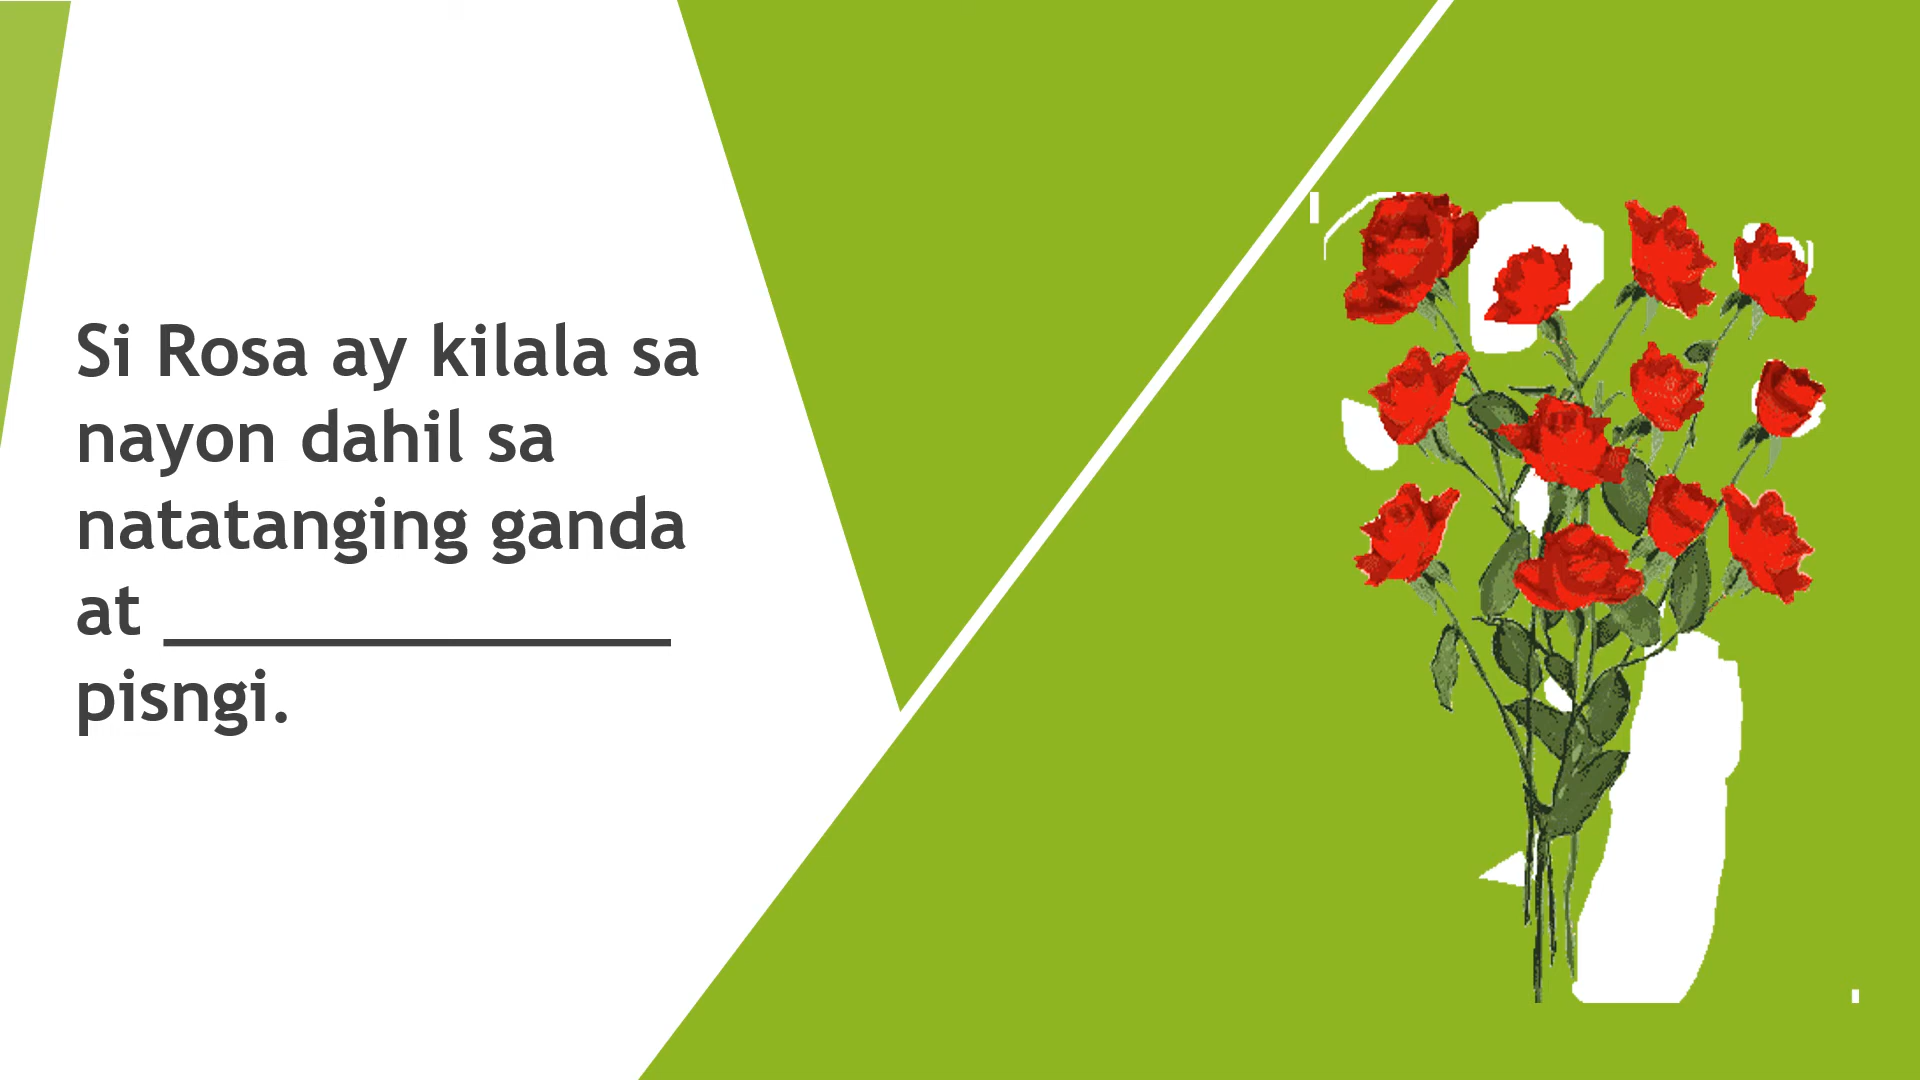 Si Rosa ay kilala sa
nayon dahil sa
natatanging ganda
at _______________
pisngi.